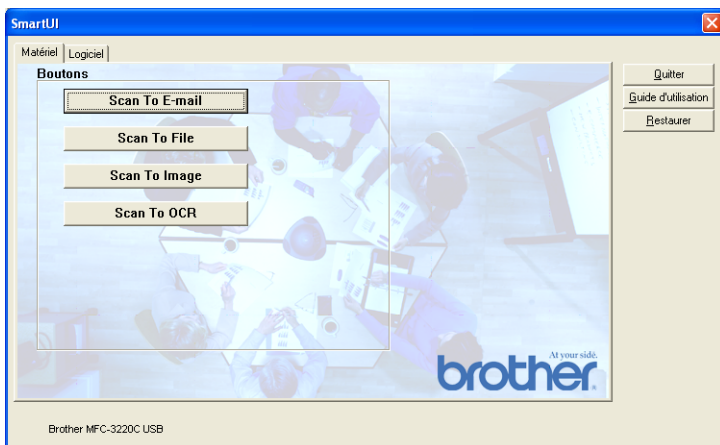 SmartUI
Matériel Logiciel
Boutons
Scan To E-mail
Scan To File
Scan To Image
Scan To OCR
Quitter
Guide d'utilisation
Restaurer
At your side.
brother
Brother MFC-3220C USB